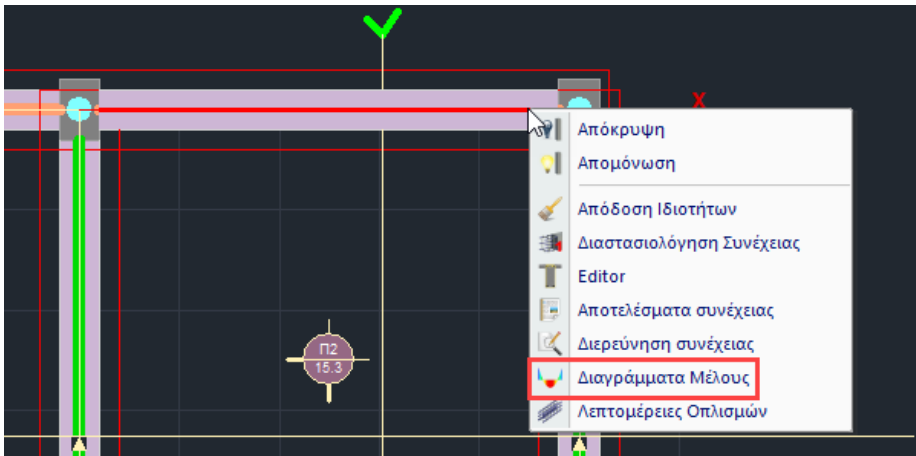 X
Απόκρυψη
Απομόνωση
Απόδοση Ιδιοτήτων
Διαστασιολόγηση Συνέχειας
Editor
Αποτελέσματα συνέχειας
Διερεύνηση συνέχειας
Διαγράμματα Μέλους
Λεπτομέρειες Οπλισμών
Π2
15.3